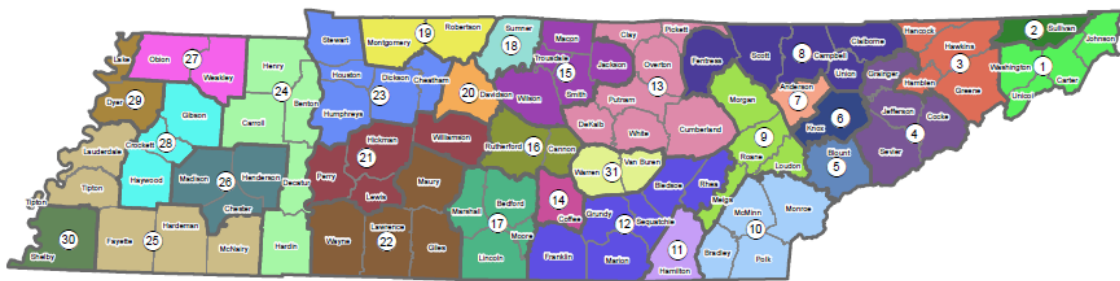 Lake
Obion
27
Weakley
Henry
24
Stewart
Montgomery
19
Robertson
Sumner
18
Macon
Trousdale
15
Jackson
Smith
Clay
Pickett
Overton
13
Fentress
Scott
8
Campbell
Claiborne
Union
Hancock
Hawkins
3
Hamblen
Greene
2
Sullivan
Johnson
Washington
1
Carter
Unicoi
Dyer
29
Gibson
Crockett
28
Haywood
Carroll
Benton
Houston
Dickson
Cheatham
23
Humphreys
20
Davidson
Wilson
Putnam
DeKalb
White
Cumberland
Morgan
9
Roane
Loudon
Anderson
7
6
Knox
Grainger
Jefferson
Cocke
4
Sevier
Blount
5
Lauderdale
Tipton
Tipton
Madison
26
Henderson
Chester
Decatur
Perry
Hickman
21
Lewis
Williamson
Maury
Rutherford
16
Cannon
Warren
31
Van Buren
Bledsoe
Rhea
Meigs
McMinn
Monroe
10
Bradley
Polk
30
Shelby
Fayette
25
Hardeman
McNairy
Hardin
Wayne
Lawrence
22
Giles
Marshall
Bedford
17
Moore
Lincoln
14
Coffee
Grundy
12
Sequatchie
Franklin
Marion
11
Hamilton